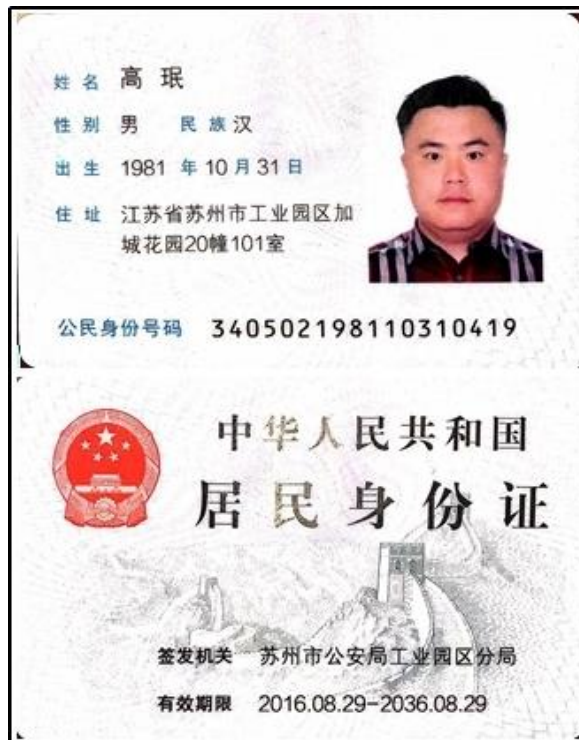 姓名 高珉
性别 男 民族 汉
出生 1981 年 10 月 31 日
住址 江苏省苏州市工业园区加
城花园20幢101室
公民身份号码 340502198110310419
中华人民共和国
居民身份证
签发机关 苏州市公安局工业园区分局
有效期限 2016.08.29-2036.08.29